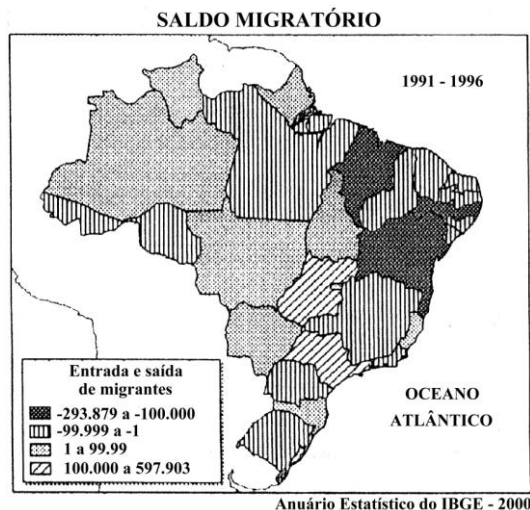 SALDO MIGRATÓRIO
1991 - 1996
Entrada e saída
de migrantes
-293.879 a -100.000
-99.999 a -1
1 a 99.99
100.000 a 597.903
OCEANO
ATLÂNTICO
Anuário Estatístico do IBGE - 2000